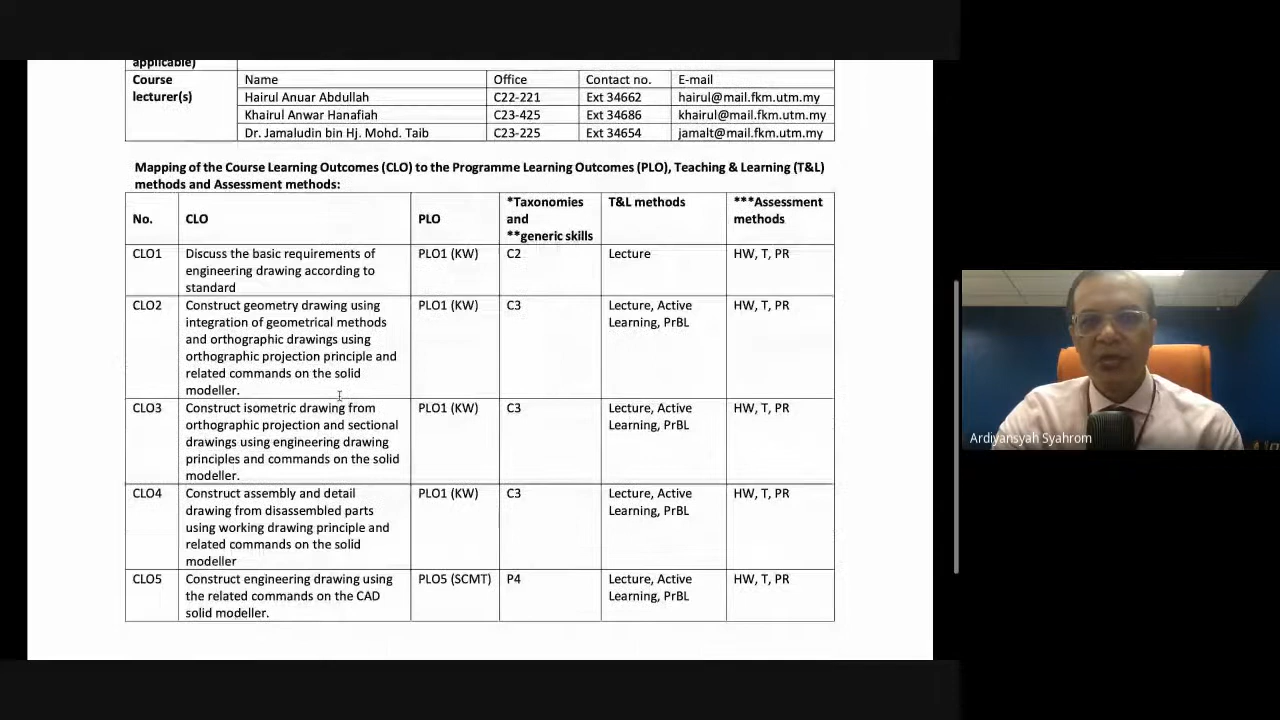 applicable)
Course
lecturer(s)
Name Office Contact no. E-mail
Hairul Anuar Abdullah C22-221 Ext 34662 hairul@mail.fkm.utm.my
Khairul Anwar Hanafiah C23-425 Ext 34686 khairul@mail.fkm.utm.my
Dr. Jamaludin bin Hj. Mohd. Taib C23-225 Ext 34654 jamalt@mail.fkm.utm.my
Mapping of the Course Learning Outcomes (CLO) to the Programme Learning Outcomes (PLO), Teaching & Learning (T&L)
methods and Assessment methods:
No. CLO PLO
*Taxonomies
and
**generic skills
T&L methods
***Assessment
methods
CLO1
Discuss the basic requirements of
engineering drawing according to
standard
PLO1 (KW) C2 Lecture HW, T, PR
CLO2
Construct geometry drawing using
integration of geometrical methods
and orthographic drawings using
orthographic projection principle and
related commands on the solid
modeller.
PLO1 (KW) C3
Lecture, Active
Learning, PrBL
HW, T, PR
CLO3
Construct isometric drawing from
orthographic projection and sectional
drawings using engineering drawing
principles and commands on the solid
modeller.
PLO1 (KW) C3
Lecture, Active
Learning, PrBL
HW, T, PR
CLO4
Construct assembly and detail
drawing from disassembled parts
using working drawing principle and
related commands on the solid
modeller
PLO1 (KW) C3
Lecture, Active
Learning, PrBL
HW, T, PR
CLO5
Construct engineering drawing using
the related commands on the CAD
solid modeller.
PLO5 (SCMT) P4
Lecture, Active
Learning, PrBL
HW, T, PR
Ardiyansyah Syahrom